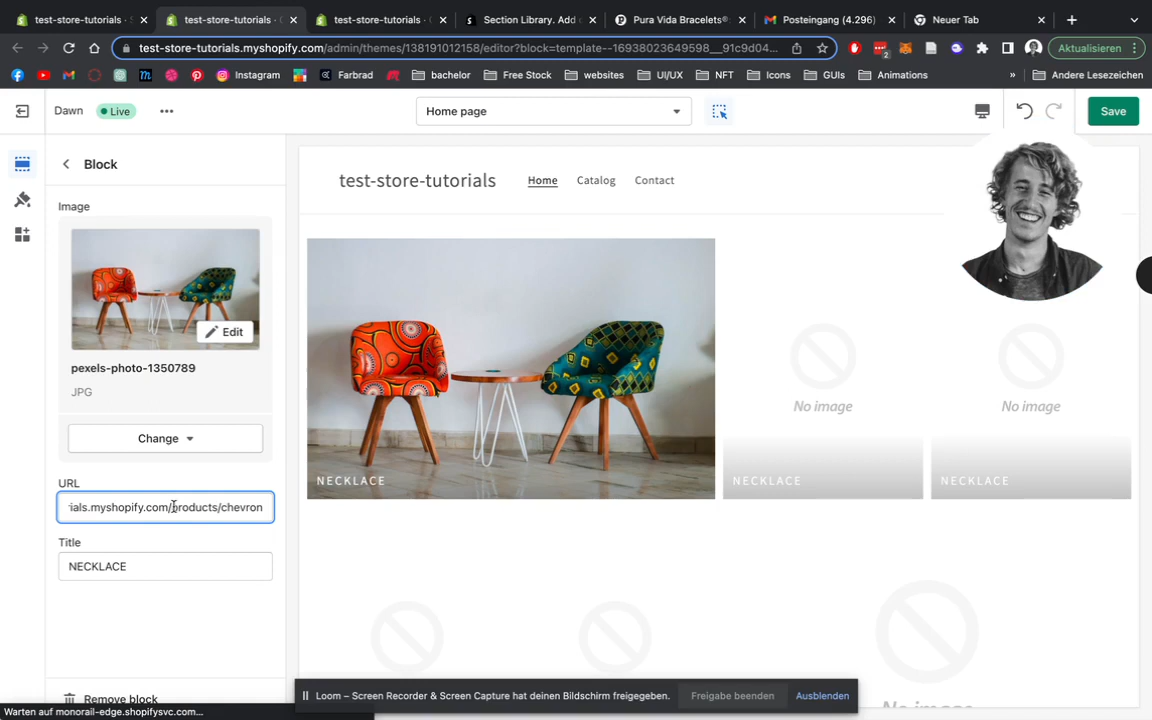 test-store-tutorials · S
test-store-tutorials · C
test-store-tutorials · C
Section Library. Add
Pura Vida Bracelets®
Posteingang (4.296)
Neuer Tab
test-store-tutorials.myshopify.com/admin/themes/138191012158/editor?block=template--16938023649598__91c9d04...
Aktualisieren
2
Instagram
Farbrad
bachelor
Free Stock
websites
UI/UX
NFT
Icons
GUIs
Animations
»
Andere Lesezeichen
Dawn
Live
Home page
Save
Block
Image
Edit
pexels-photo-1350789
JPG
Change
URL
rials.myshopify.com/products/chevron
Title
NECKLACE
Remove block
test-store-tutorials
Home
Catalog
Contact
No image
No image
NECKLACE
NECKLACE
NECKLACE
No image
Loom – Screen Recorder & Screen Capture hat deinen Bildschirm freigegeben.
Freigabe beenden
Ausblenden
Warten auf monorail-edge.shopifysvc.com...